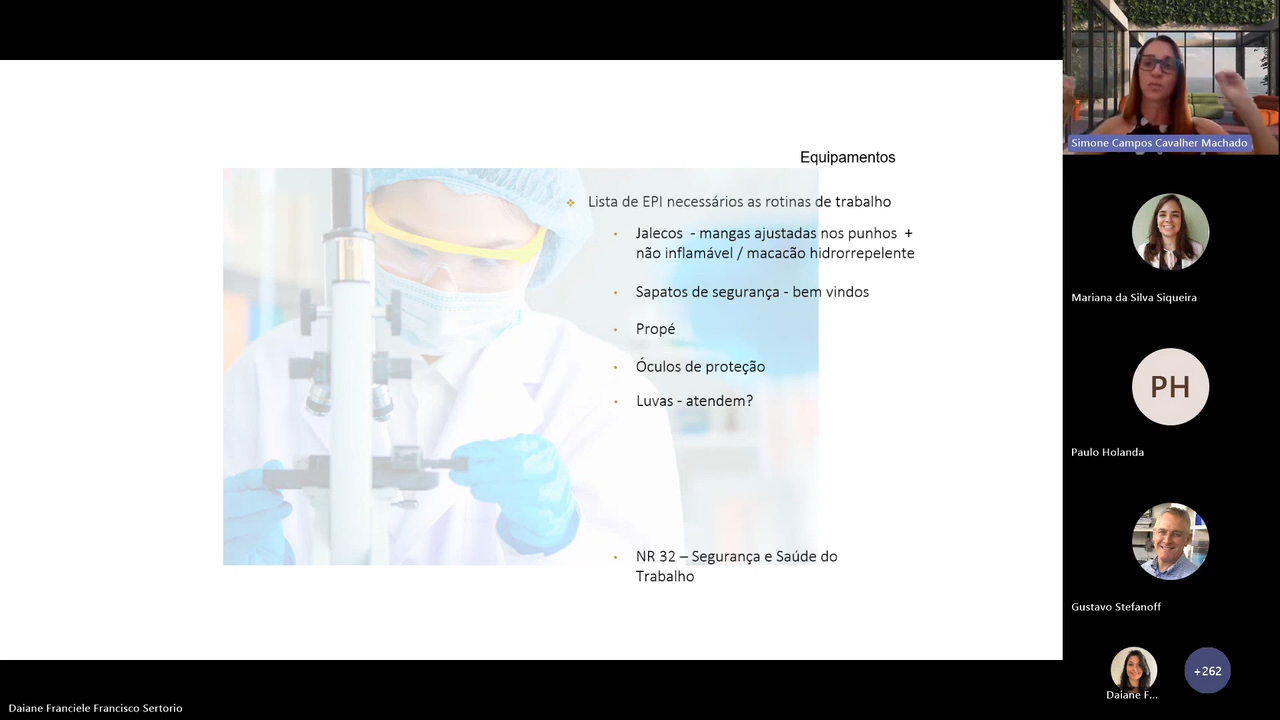 Equipamentos
Lista de EPI necessários as rotinas de trabalho
Jalecos - mangas ajustadas nos punhos +
não inflamável / macacão hidrorrepelente
Sapatos de segurança - bem vindos
Propé
Óculos de proteção
Luvas - atendem?
NR 32 – Segurança e Saúde do
Trabalho
Simone Campos Cavalher Machado
Mariana da Silva Siqueira
PH
Paulo Holanda
Gustavo Stefanoff
Daiane F...
+262
Daiane Franciele Francisco Sertorio